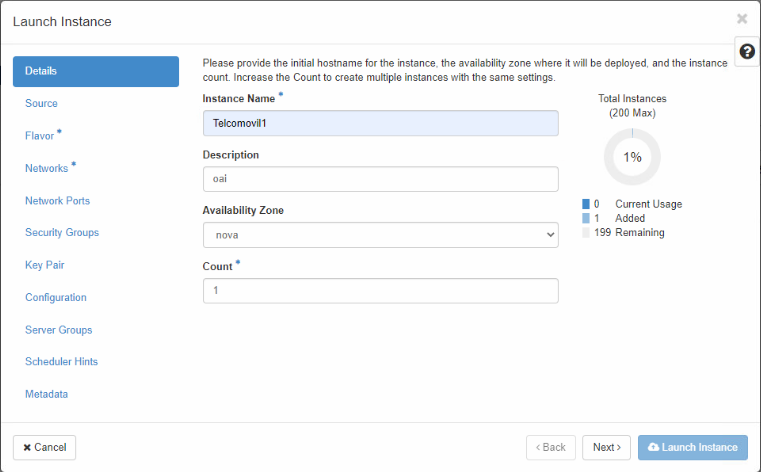 Launch Instance
×
Details
Source
Flavor *
Networks *
Network Ports
Security Groups
Key Pair
Configuration
Server Groups
Scheduler Hints
Metadata
Please provide the initial hostname for the instance, the availability zone where it will be deployed, and the instance
count. Increase the Count to create multiple instances with the same settings.
?
Instance Name *
Telcomovil1
Description
oai
Availability Zone
nova
Count *
1
Total Instances
(200 Max)
1%
0 Current Usage
1 Added
199 Remaining
× Cancel
‹ Back
Next ›
Launch Instance